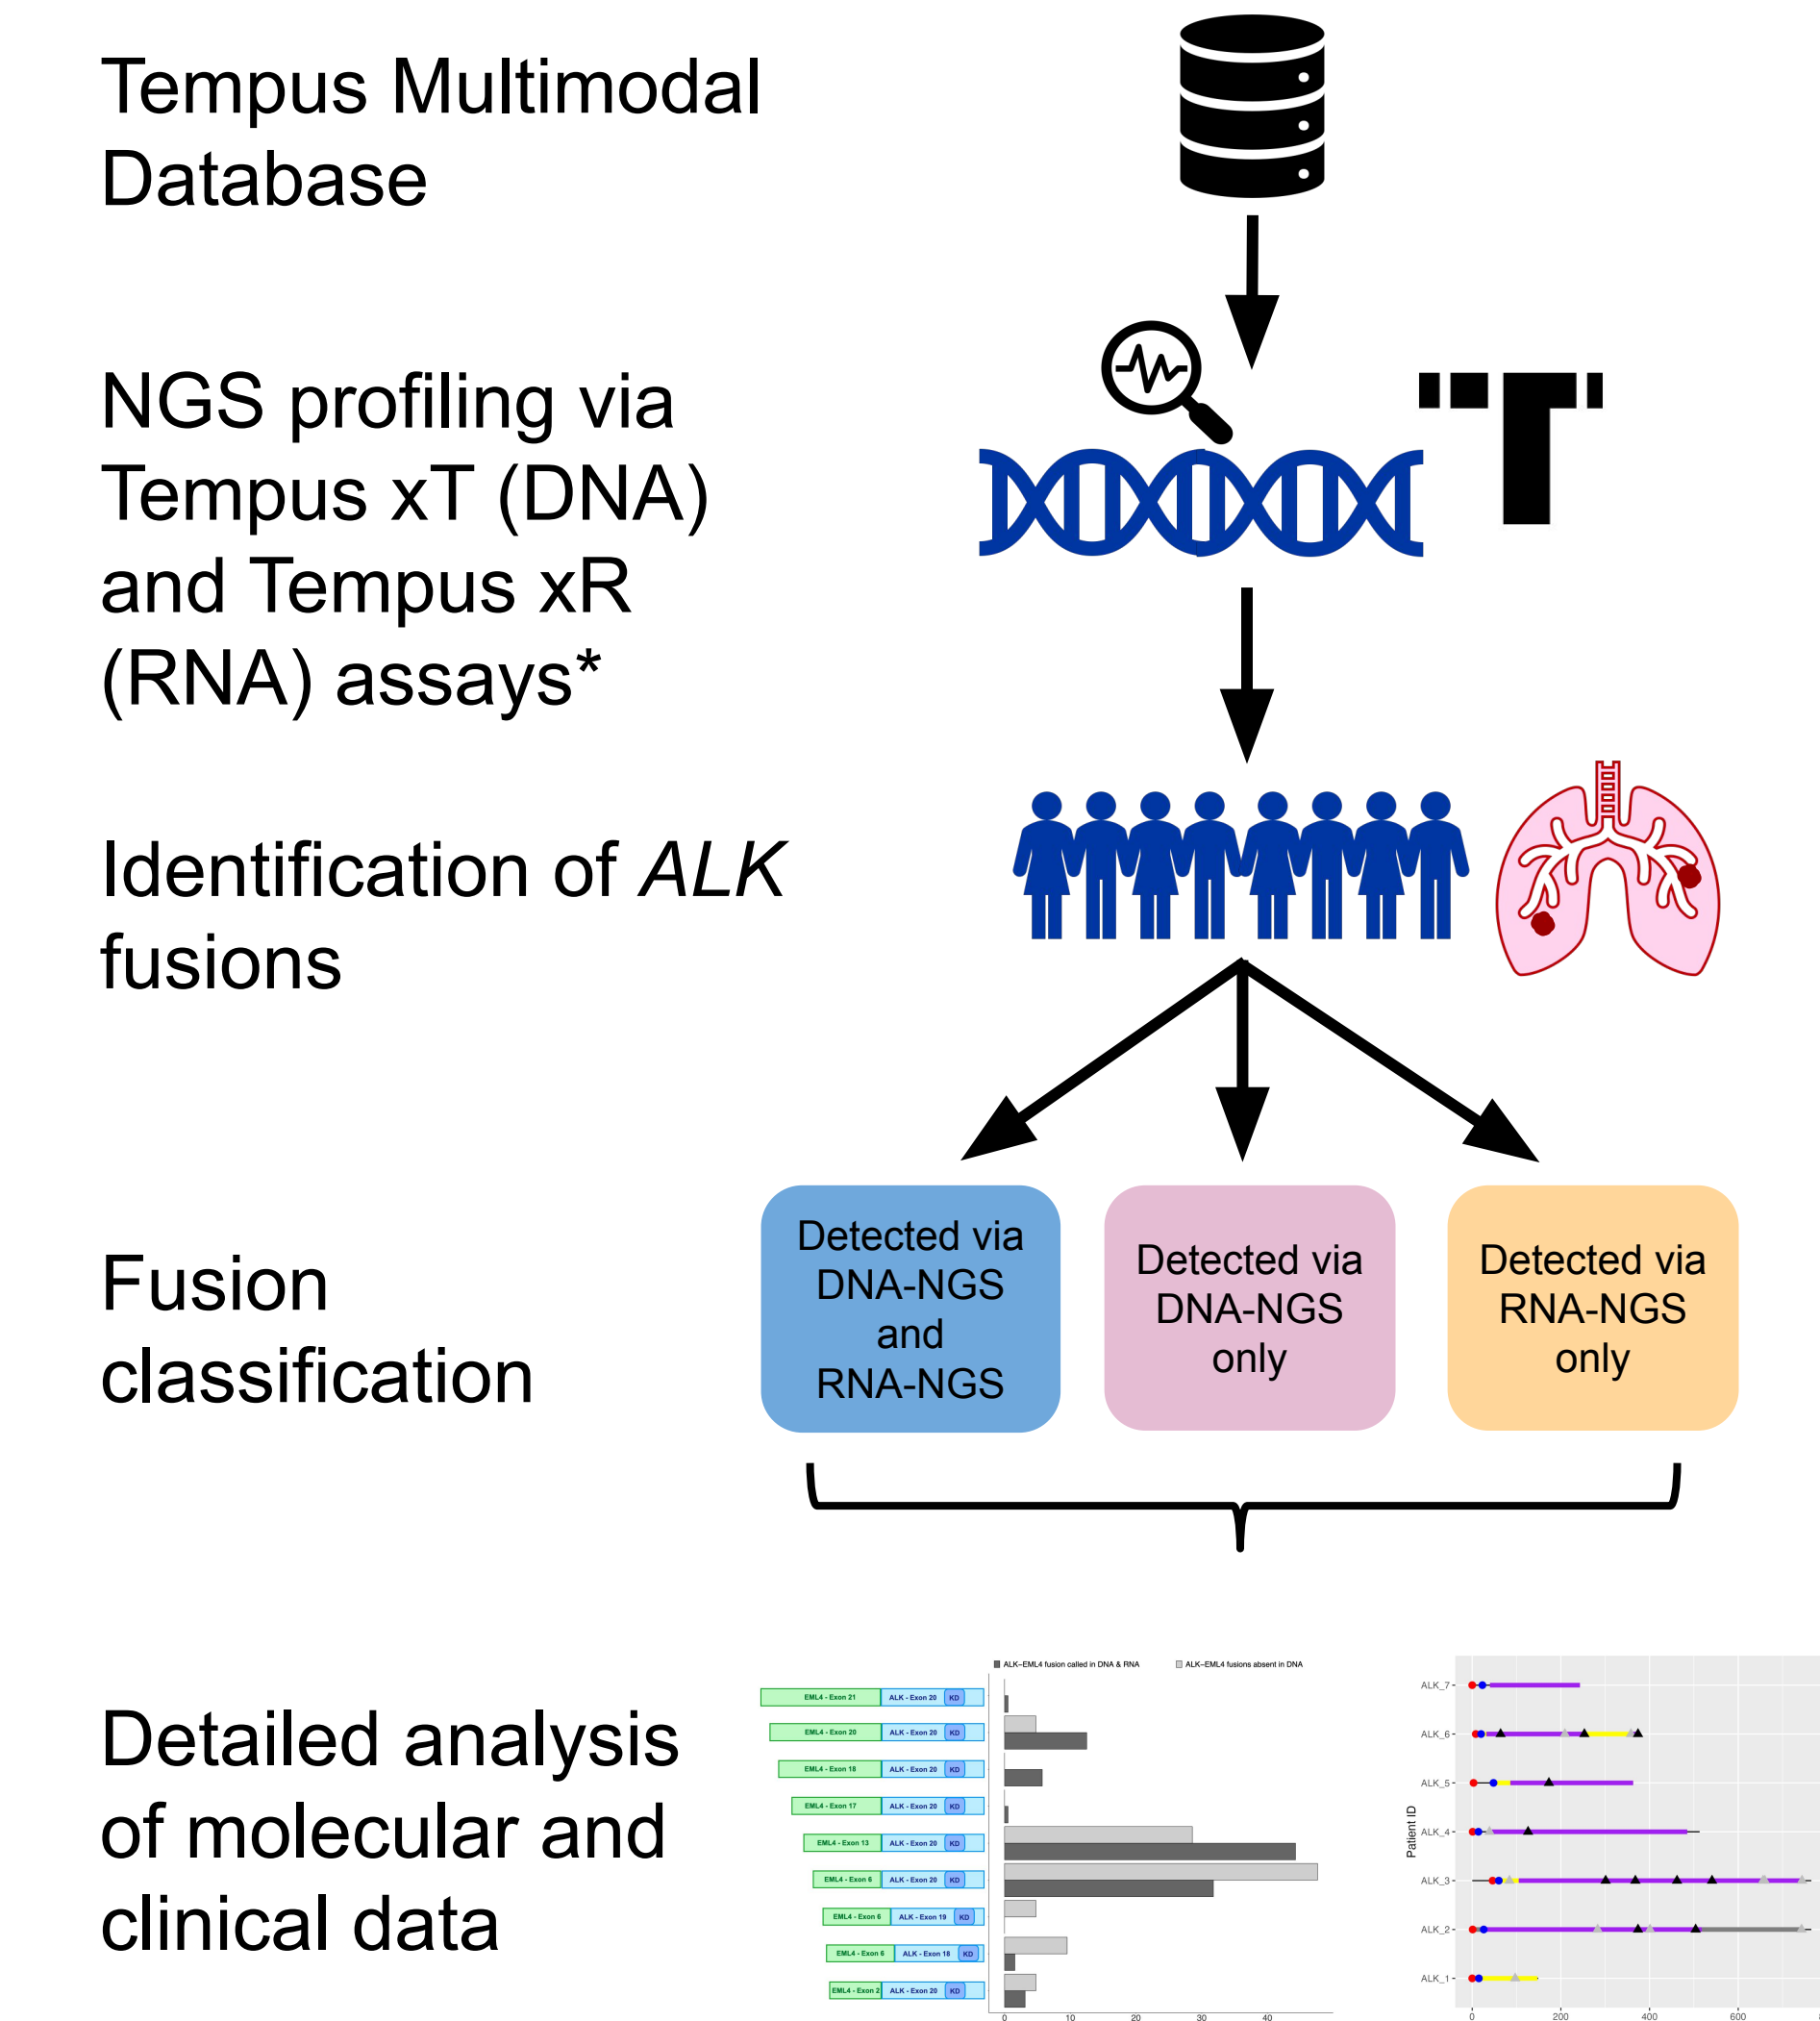 Tempus Multimodal
Database
NGS profiling via
Tempus xT (DNA)
and Tempus xR
(RNA) assays*
Identification of ALK
fusions
Fusion
classification
Detected via
DNA-NGS
and
RNA-NGS
Detected via
DNA-NGS
only
Detected via
RNA-NGS
only
Detailed analysis
of molecular and
clinical data
ALK–EML4 fusion called in DNA & RNA
ALK–EML4 fusions absent in DNA
EML4 - Exon 21 ALK - Exon 20 KD
EML4 - Exon 20 ALK - Exon 20 KD
EML4 - Exon 18 ALK - Exon 20 KD
EML4 - Exon 17 ALK - Exon 20 KD
EML4 - Exon 13 ALK - Exon 20 KD
EML4 - Exon 6 ALK - Exon 20 KD
EML4 - Exon 6 ALK - Exon 19 KD
EML4 - Exon 6 ALK - Exon 18 KD
EML4 - Exon 2 ALK - Exon 20 KD
0 10 20 30 40
Patient ID
ALK_7
ALK_6
ALK_5
ALK_4
ALK_3
ALK_2
ALK_1
0 200 400 600